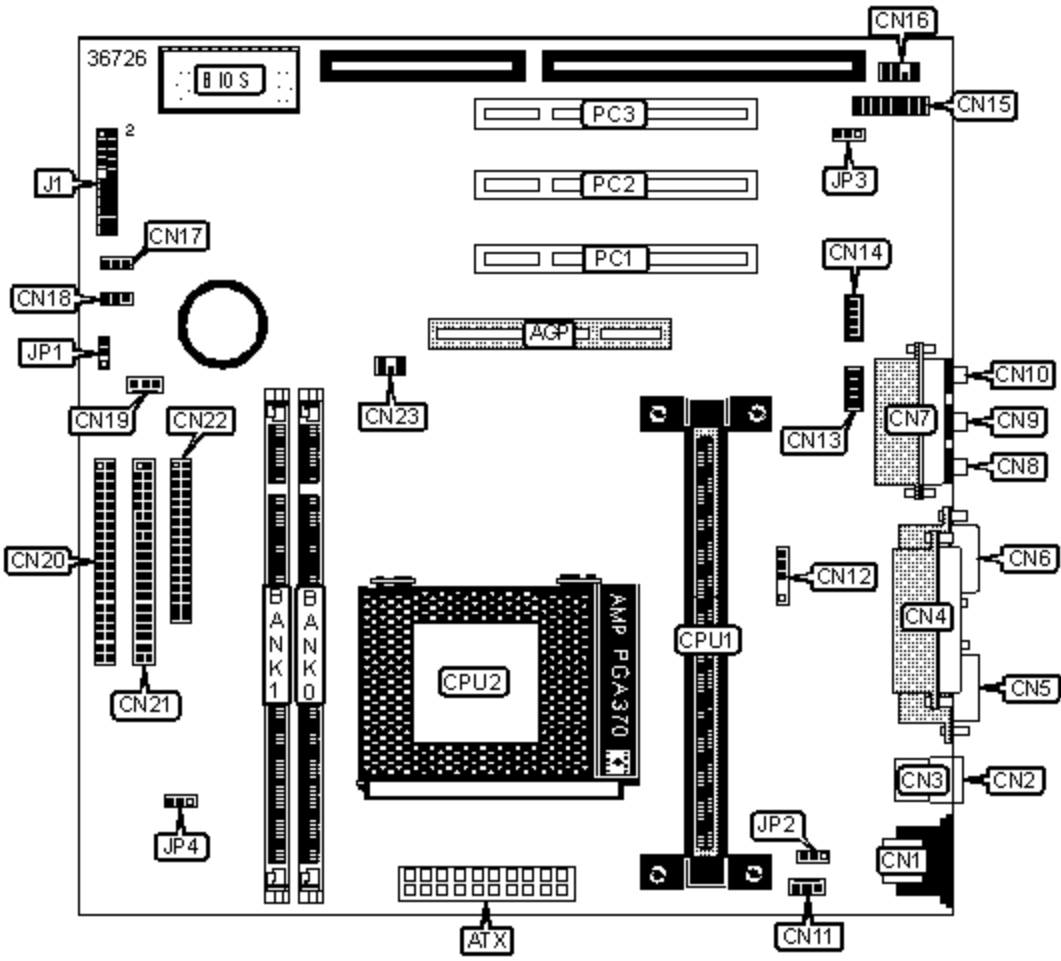 CN16
36726
BIOS
CN15
PC3
2
JP3
J1
PC2
CN17
CN14
PC1
CN18
AGP
JP1
CN10
CN19
CN22
CN23
CN7
CN9
CN13
CN8
CN20
CN12
CN6
BANK1
BANK0
AMP PGA370
CN4
CPU1
CPU2
CN5
CN21
CN3
CN2
JP4
JP2
CN1
ATX
CN11